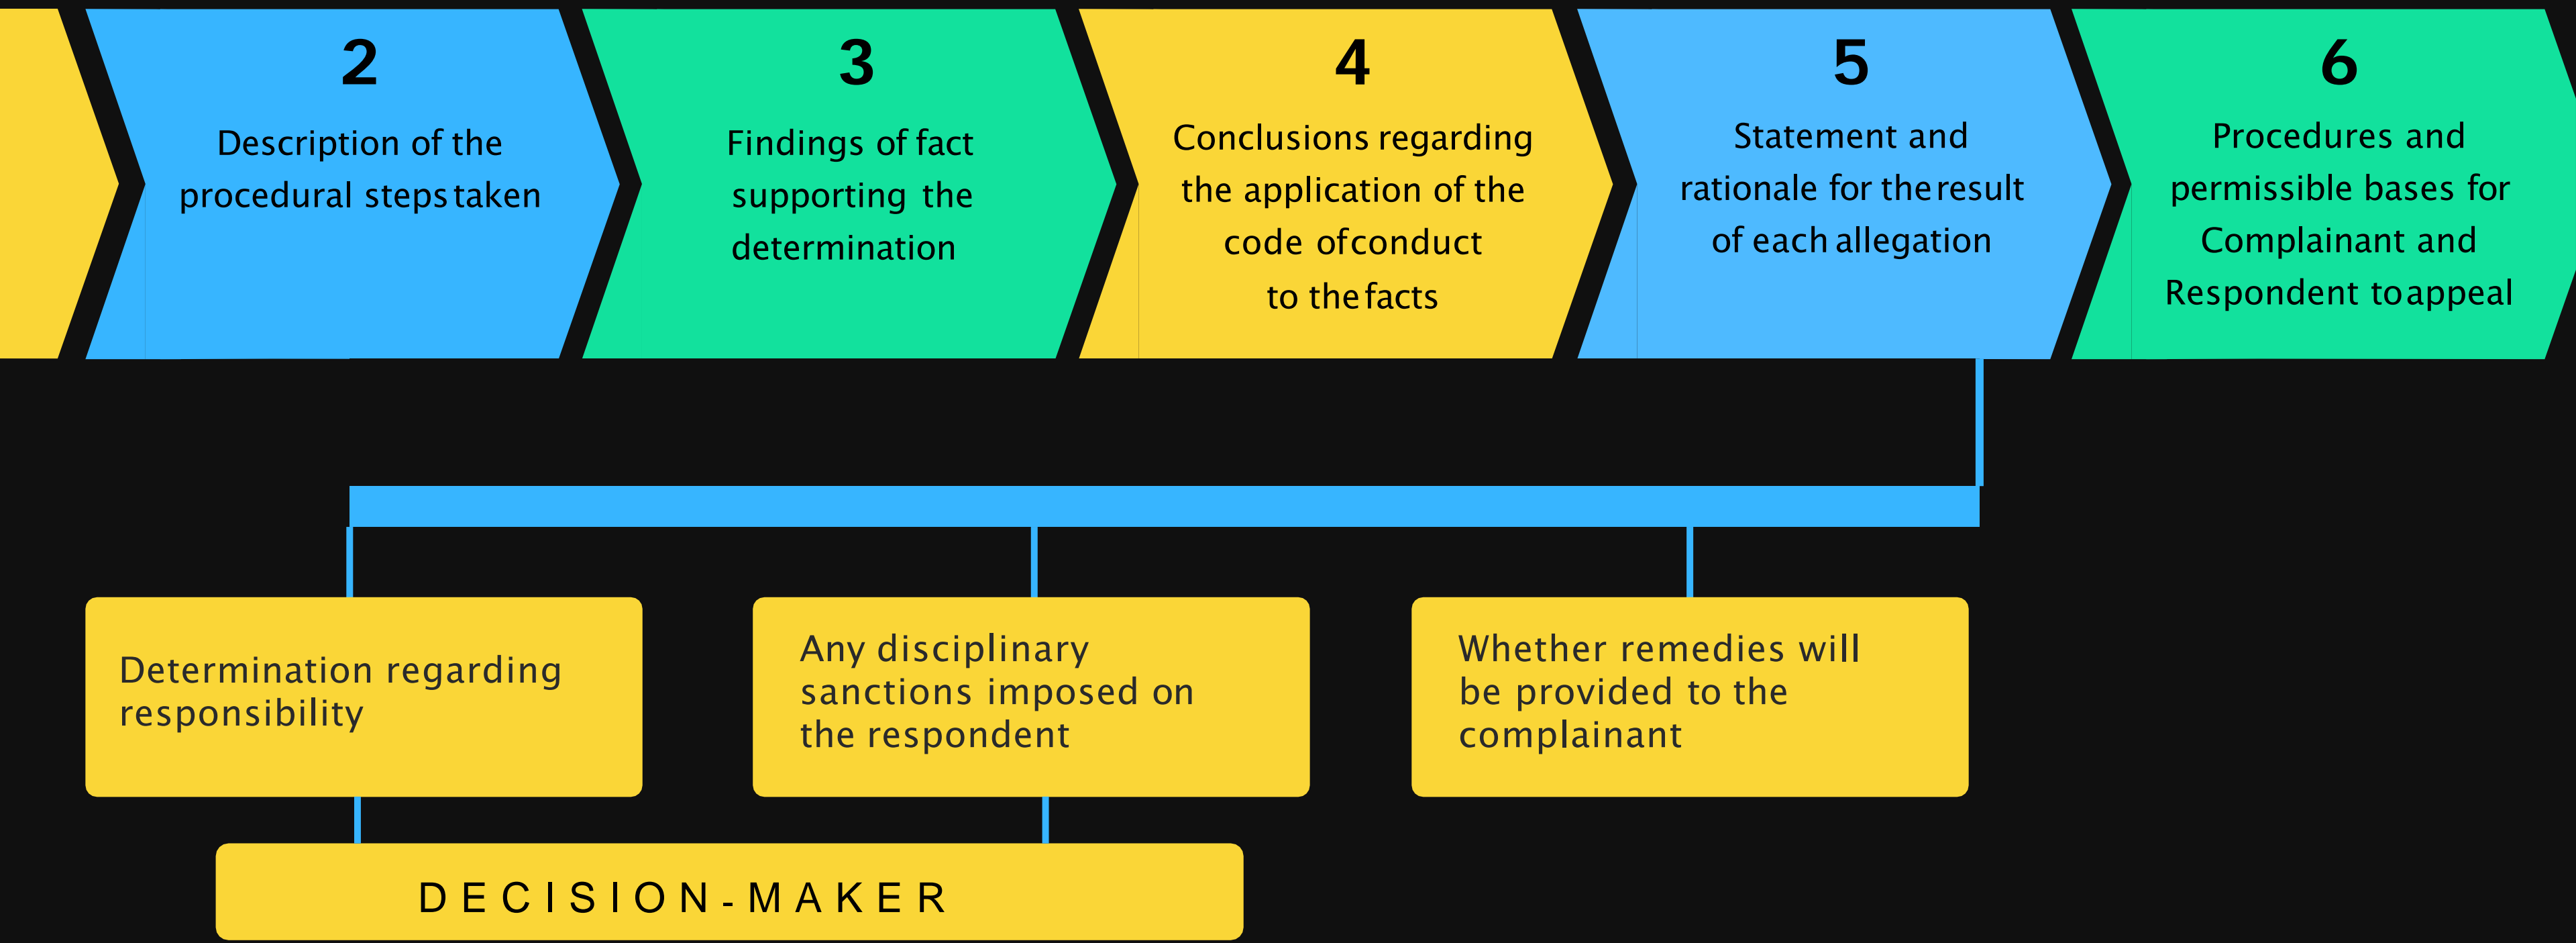 2
Description of the
procedural steps taken
3
Findings of fact
supporting the
determination
4
Conclusions regarding
the application of the
code ofconduct
to the facts
5
Statement and
rationale for the result
of each allegation
6
Procedures and
permissible bases for
Complainant and
Respondent to appeal
Determination regarding
responsibility
Any disciplinary
sanctions imposed on
the respondent
Whether remedies will
be provided to the
complainant
DECISION-MAKER